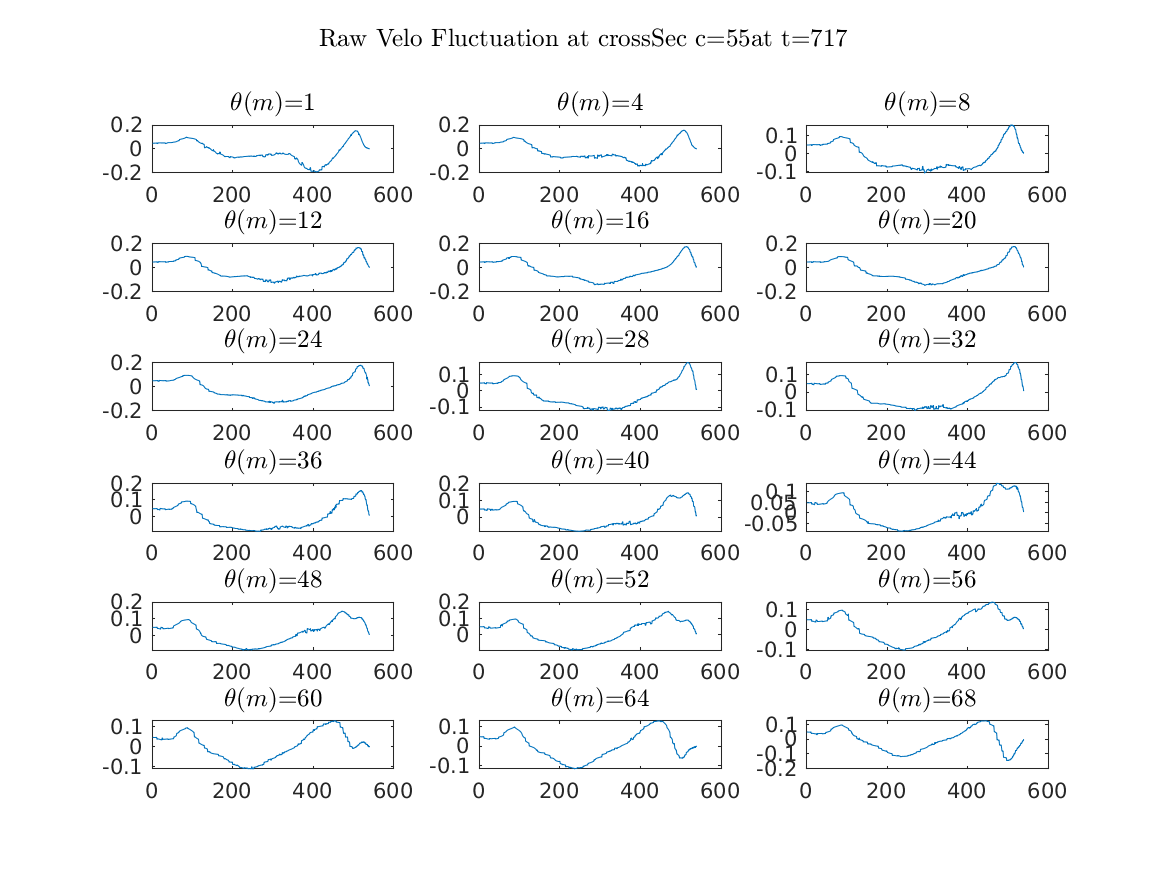 Raw Velo Fluctuation at crossSec c=55at t=717
θ(m)=1 θ(m)=4 θ(m)=8
0.2 0 -0.2 0.2 0 -0.2 0.1 0 -0.1
0 200 400 600 0 200 400 600 0 200 400 600
θ(m)=12 θ(m)=16 θ(m)=20
0.2 0 -0.2 0.2 0 -0.2 0.2 0 -0.2
0 200 400 600 0 200 400 600 0 200 400 600
θ(m)=24 θ(m)=28 θ(m)=32
0.2 0 -0.2 0.1 0 -0.1 0.1 0 -0.1
0 200 400 600 0 200 400 600 0 200 400 600
θ(m)=36 θ(m)=40 θ(m)=44
0.2 0.1 0 0.2 0.1 0 0.1 0.05 0 -0.05
0 200 400 600 0 200 400 600 0 200 400 600
θ(m)=48 θ(m)=52 θ(m)=56
0.2 0.1 0 0.2 0.1 0 0.1 0 -0.1
0 200 400 600 0 200 400 600 0 200 400 600
θ(m)=60 θ(m)=64 θ(m)=68
0.1 0 -0.1 0.1 0 -0.1 0.1 0 -0.1 -0.2
0 200 400 600 0 200 400 600 0 200 400 600